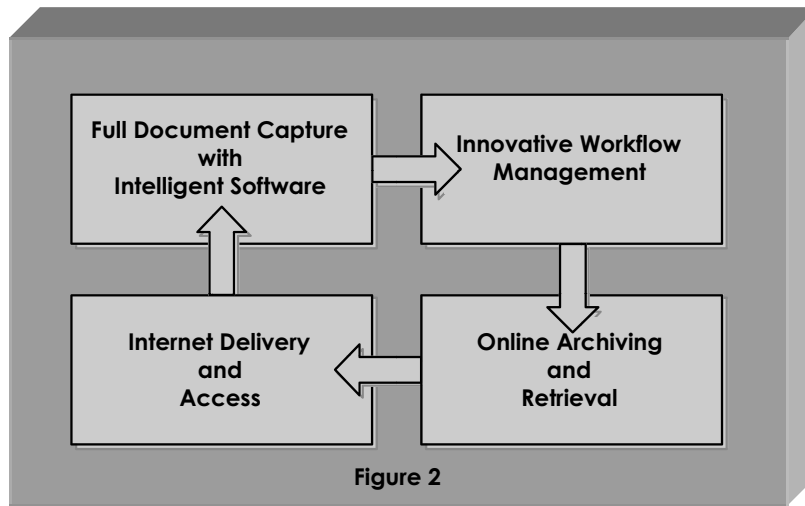 Full Document Capture
with
Intelligent Software
Innovative Workflow
Management
Internet Delivery
and
Access
Online Archiving
and
Retrieval
Figure 2